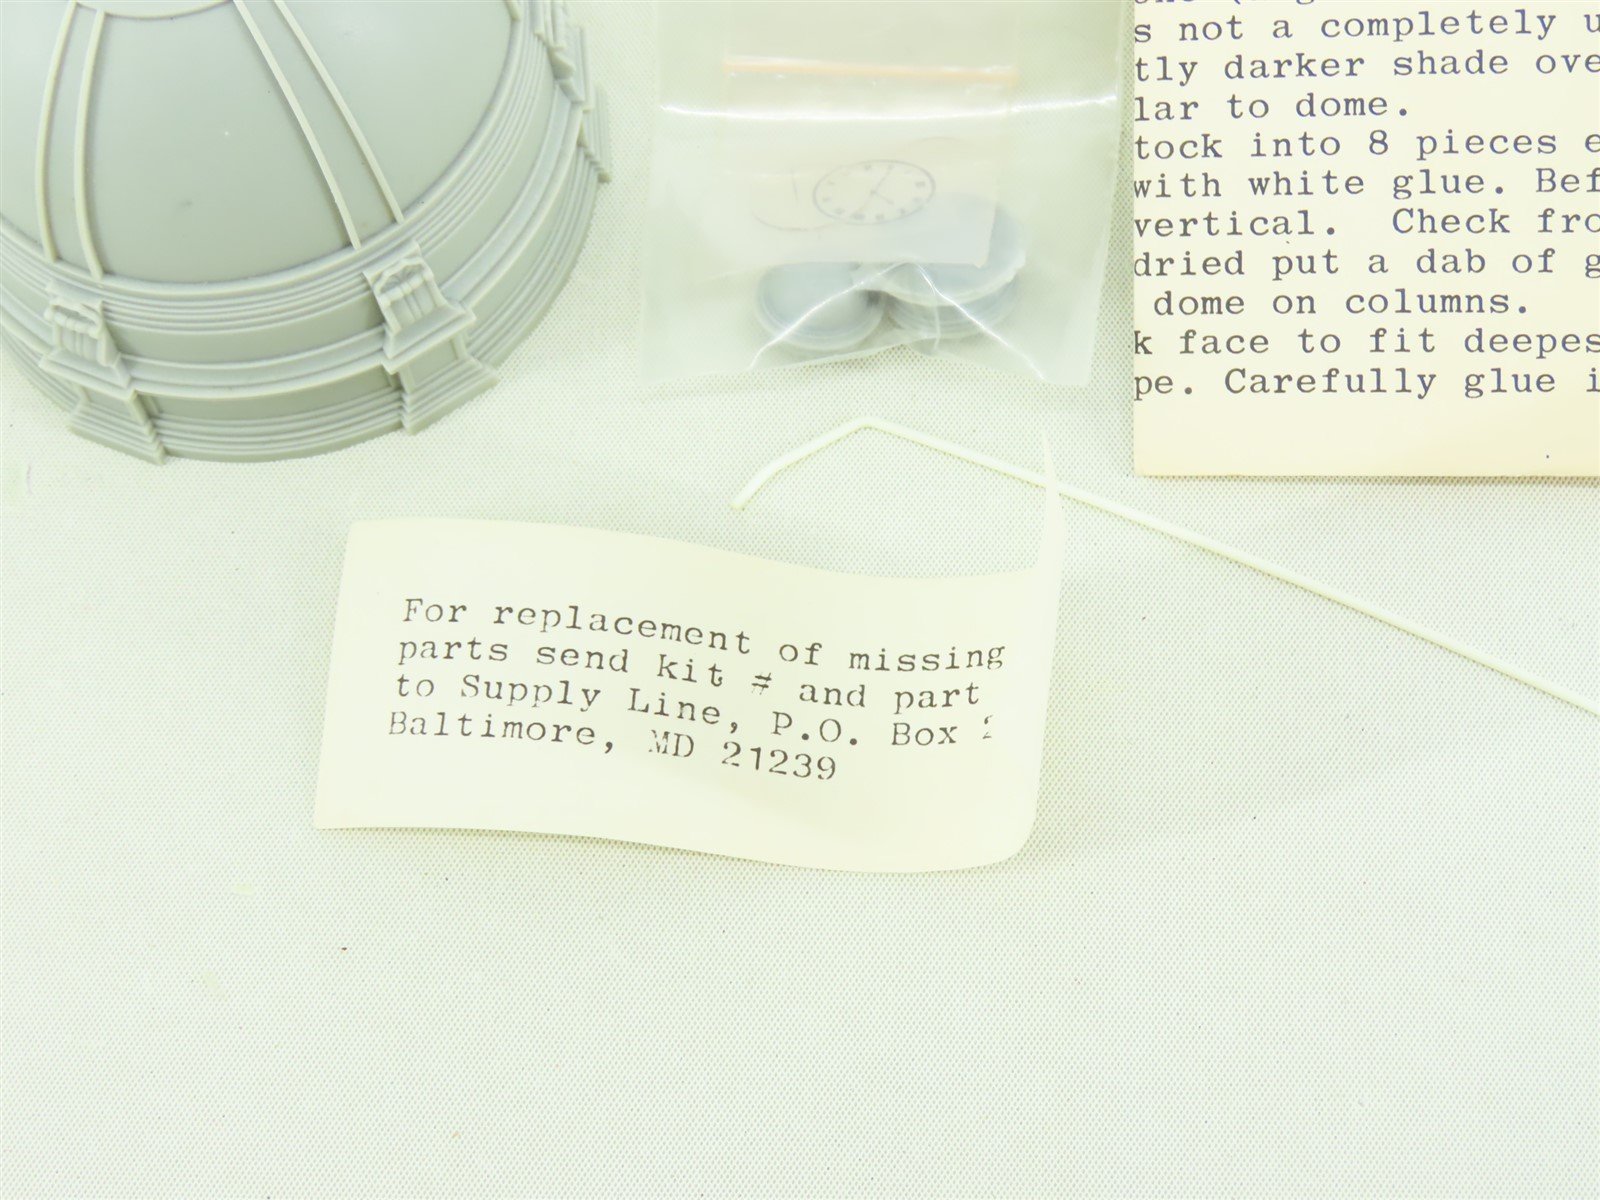 s not a completely
tly darker shade ove
lar to dome.
tock into 8 pieces e
with white glue. Bef
vertical. Check fro
dried put a dab of g
dome on columns.
k face to fit deepes
pe. Carefully glue i
For replacement of missing
parts send kit # and part
to Supply Line, P.O. Box
Baltimore, MD 21239